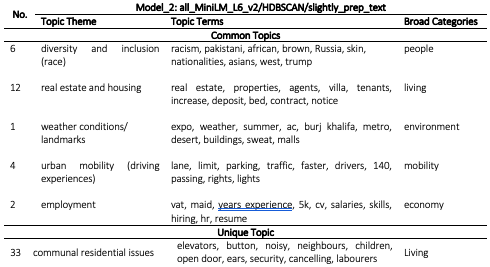 Model_2: all_MiniLM_L6_v2/HDBSCAN/slightly_prep_text
No. Topic Theme Topic Terms Broad Categories
Common Topics
6 diversity and inclusion racism, pakistani, african, brown, Russia, skin, people
(race) nationalities, asians, west, trump
12 real estate and housing real estate, properties, agents, villa, tenants, living
increase, deposit, bed, contract, notice
1 weather conditions/ expo, weather, summer, ac, burj khalifa, metro, environment
landmarks desert, buildings, sweat, malls
4 urban mobility (driving lane, limit, parking, traffic, faster, drivers, 140, mobility
experiences) passing, rights, lights
2 employment vat, maid, years experience, 5k, cv, salaries, skills, economy
hiring, hr, resume
Unique Topic
33 communal residential issues elevators, button, noisy, neighbours, children, Living
open door, ears, security, cancelling, labourers